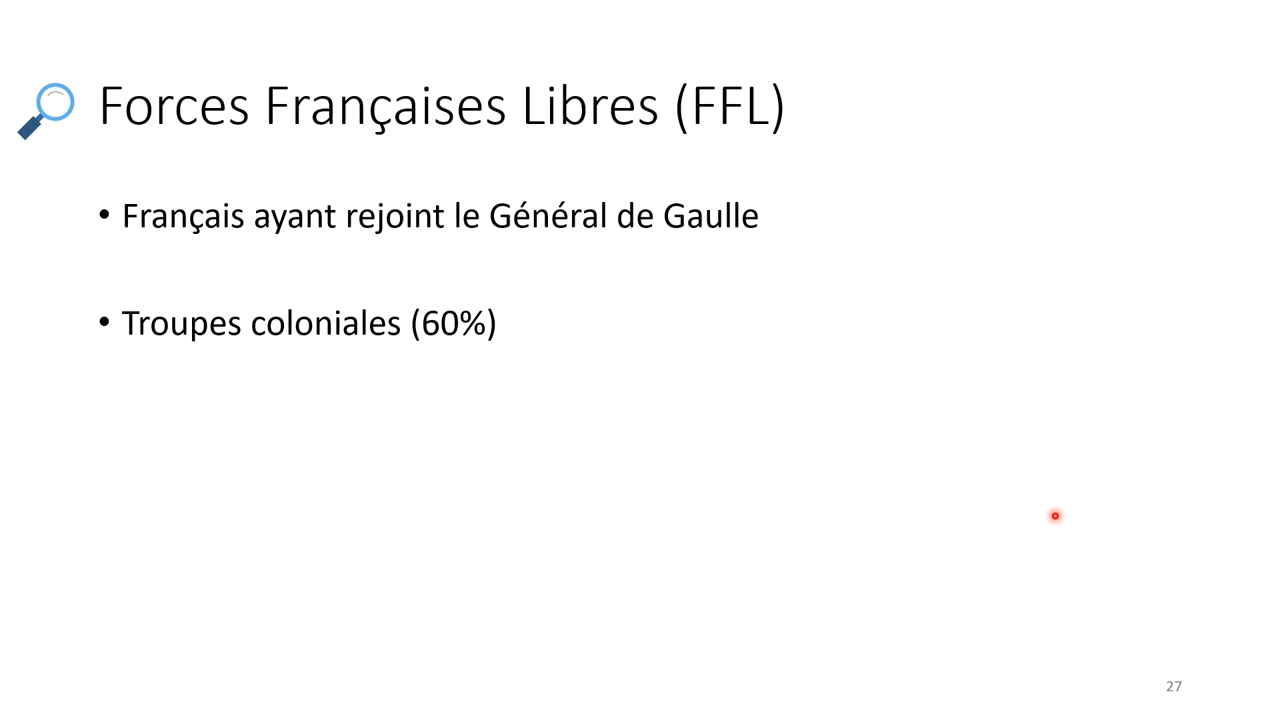 Forces Françaises Libres (FFL)
• Français ayant rejoint le Général de Gaulle
• Troupes coloniales (60%)
27